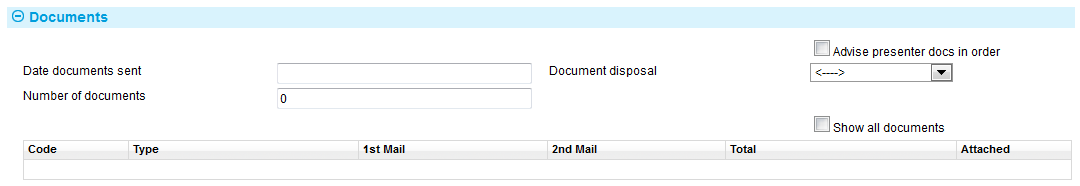 Documents
Advise presenter docs in order
Date documents sent Document disposal <---->
Number of documents 0
Show all documents
Code Type 1st Mail 2nd Mail Total Attached